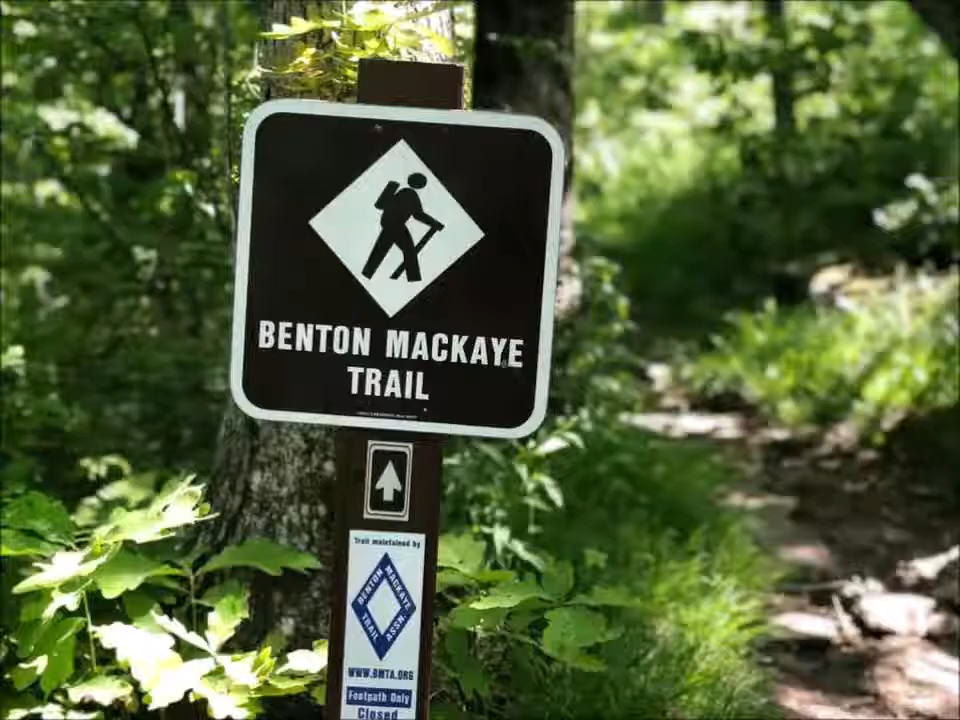 BENTON MACKAYE
TRAIL
Trail maintained by
BENTON MACKAYE
TRAIL ASSN.
WWW.BMTA.ORG
Footpath Only
Closed